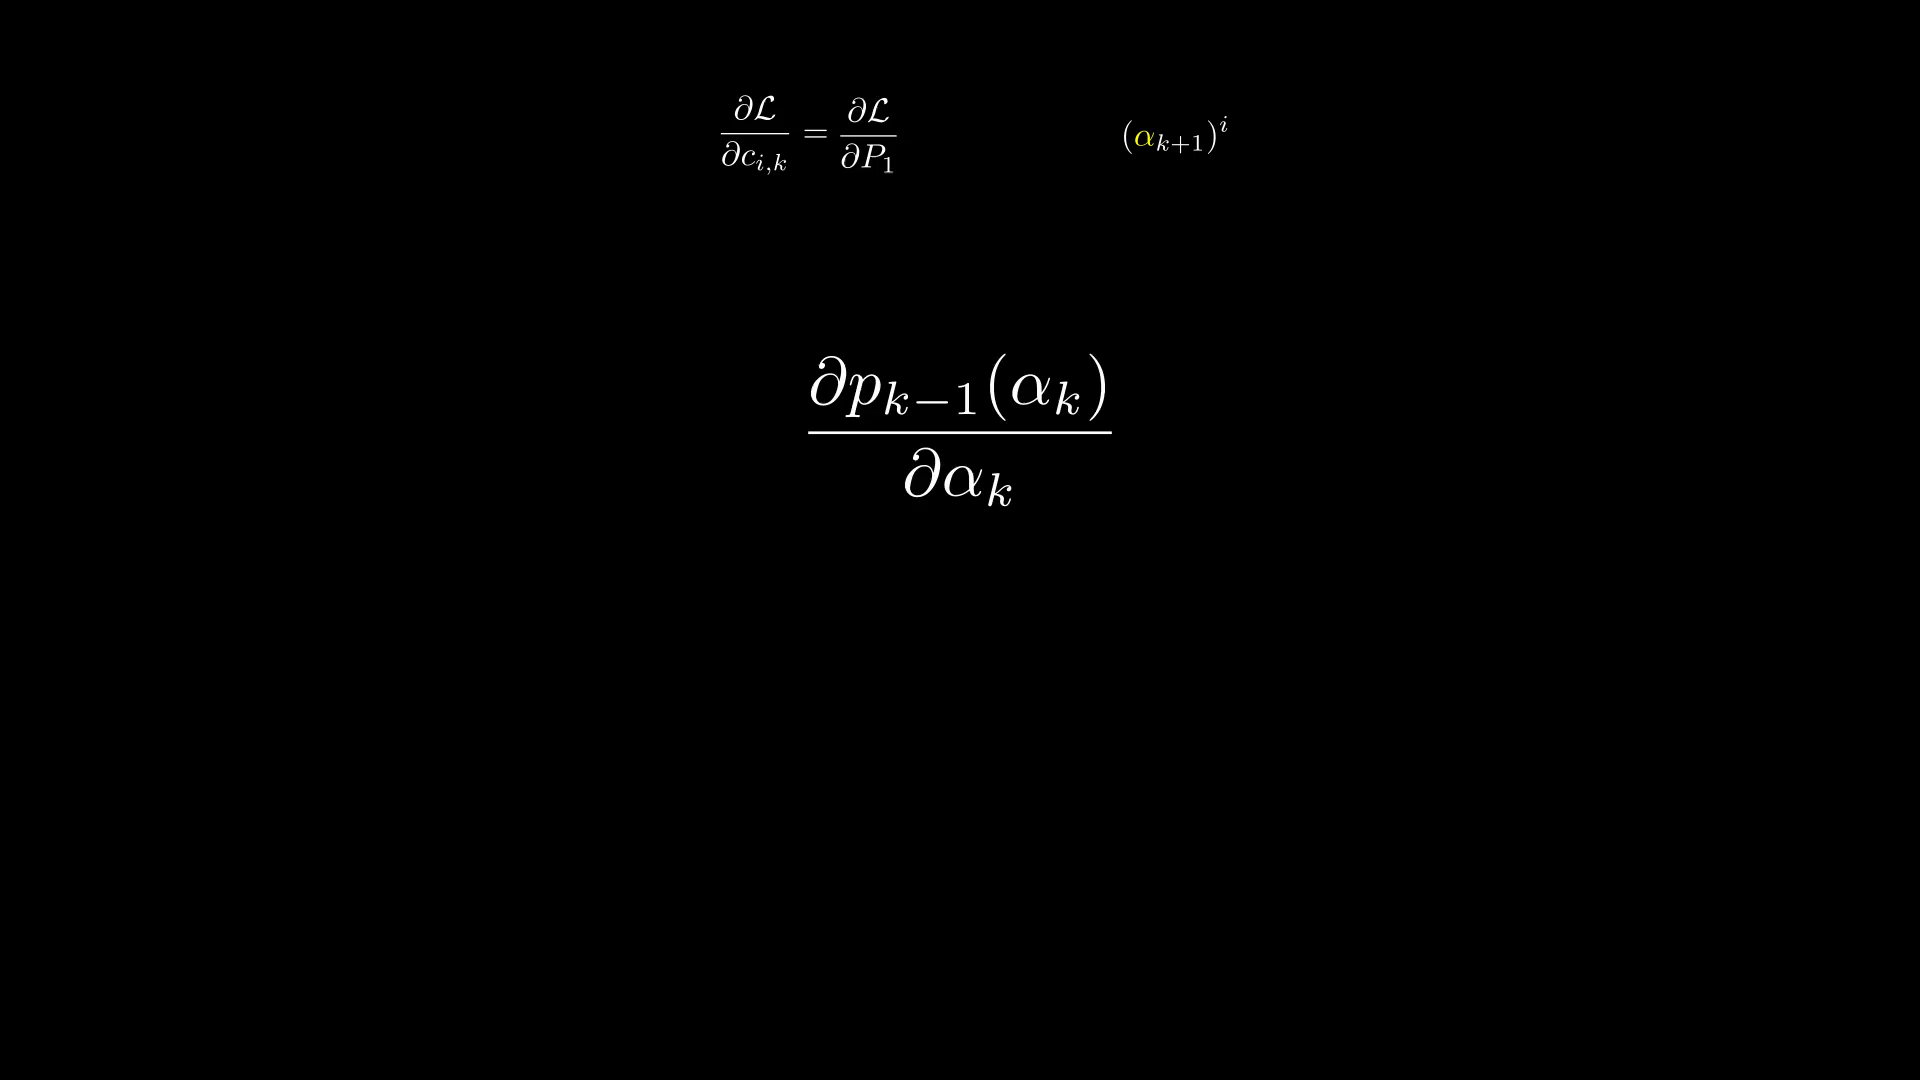 ∂ℒ/∂c_{i,k} = ∂ℒ/∂P_1 (α_{k+1})^i
∂p_{k−1}(α_k)
∂α_k